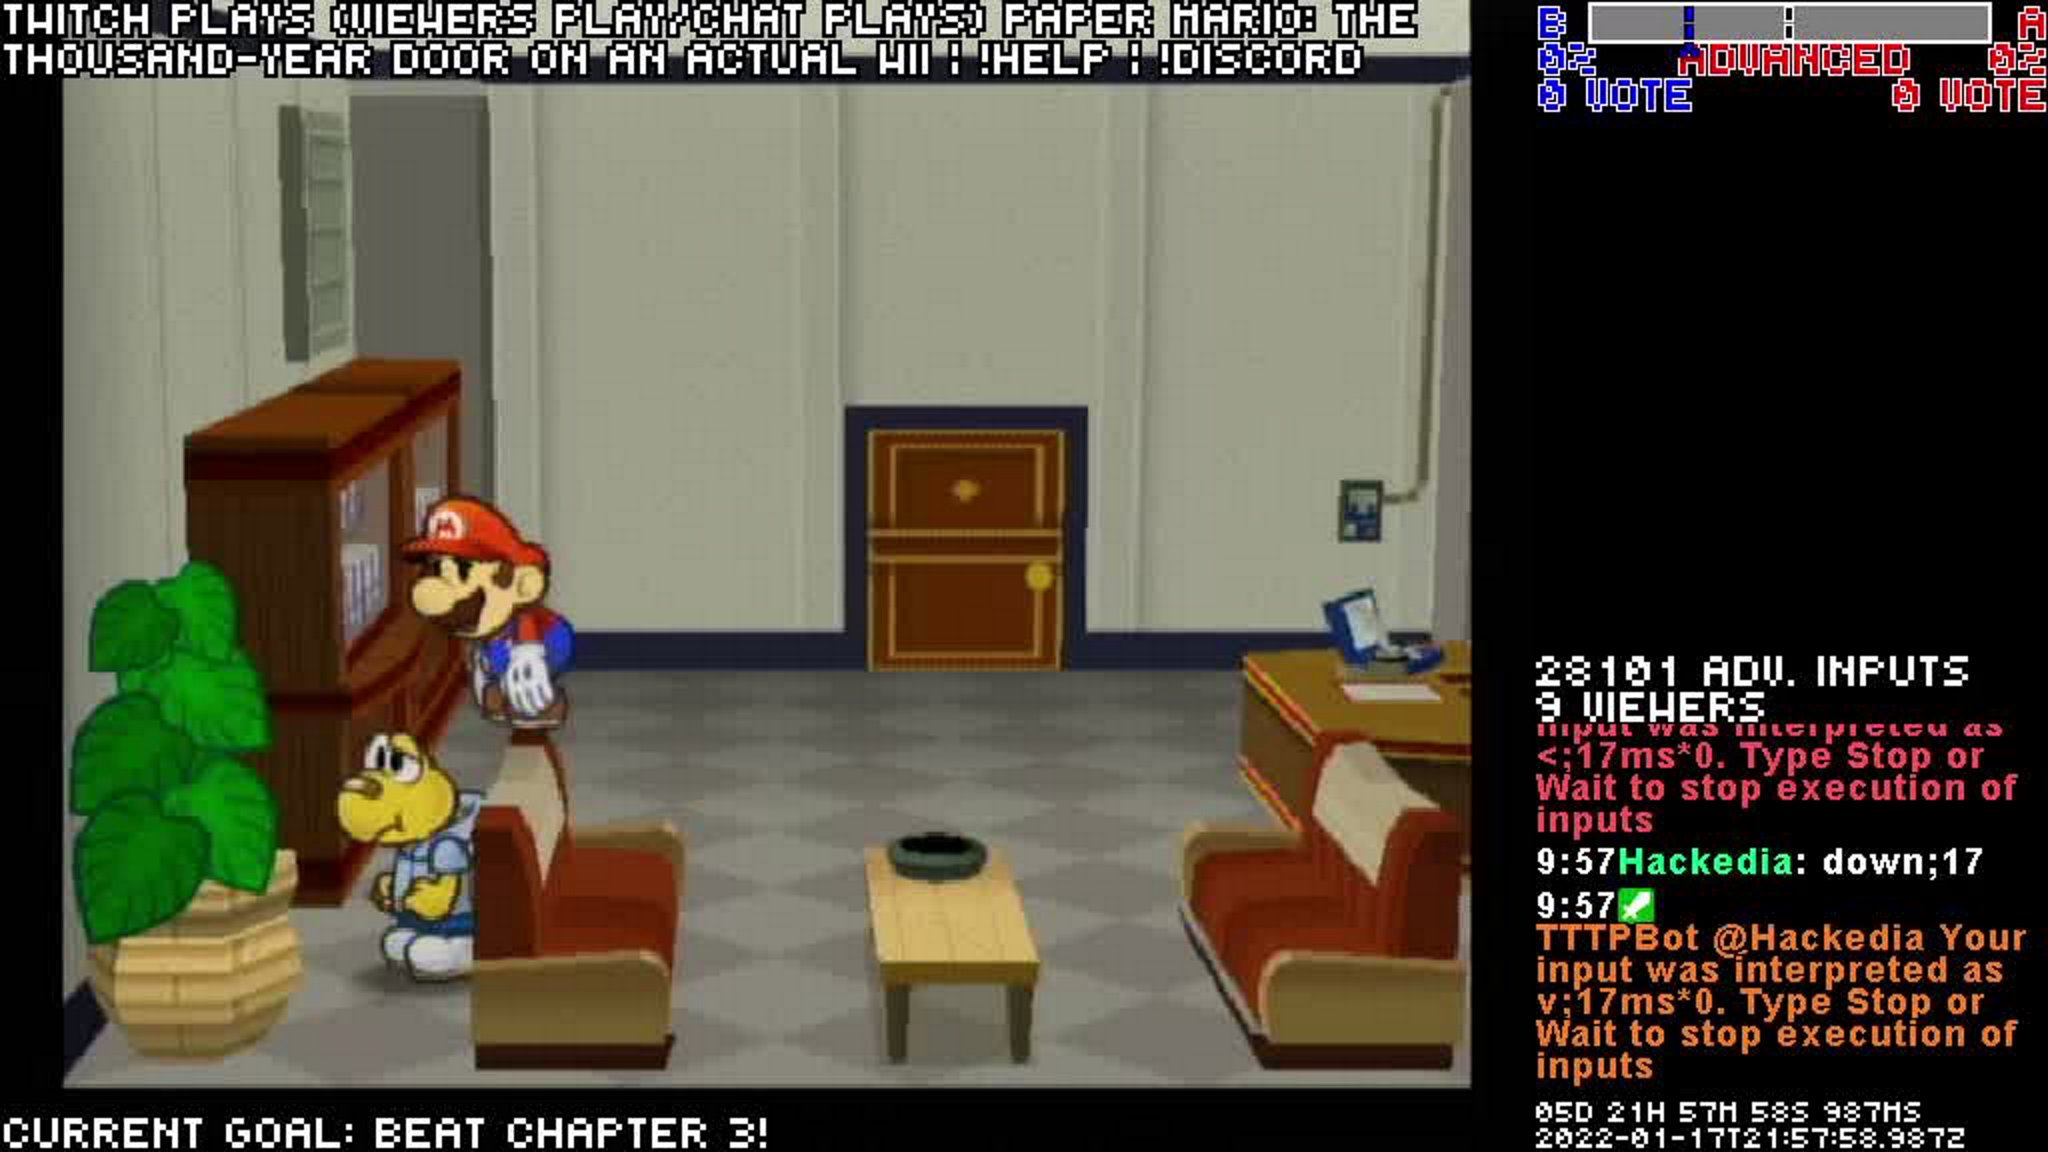 TWITCH PLAYS (VIEWERS PLAY/CHAT PLAYS) PAPER MARIO: THE
THOUSAND-YEAR DOOR ON AN ACTUAL WII | !HELP | !DISCORD
B A
0% ADVANCED 0%
0 VOTE 0 VOTE
M
28101 ADV. INPUTS
9 VIEWERS
input was interpreted as
<;17ms*0. Type Stop or
Wait to stop execution of
inputs
9:57Hackedia: down;17
9:57
TTTPBot @Hackedia Your
input was interpreted as
v;17ms*0. Type Stop or
Wait to stop execution of
inputs
05D 21H 57M 58S 987MS
2022-01-17T21:57:58.987Z
CURRENT GOAL: BEAT CHAPTER 3!